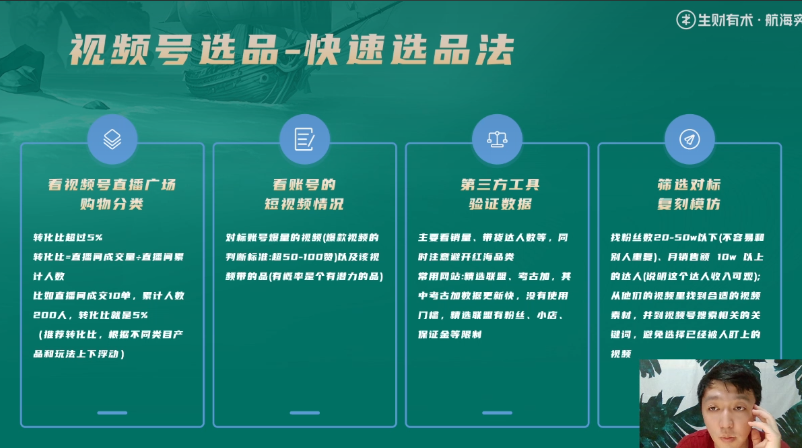 生财有术·航海实
视频号选品-快速选品法
看视频号直播广场
购物分类
转化比超过5%
转化比=直播间成交量÷直播间累
计人数
比如直播间成交10单，累计人数
200人，转化比就是5%
（推荐转化比，根据不同类目产
品和玩法上下浮动）
看账号的
短视频情况
对标账号爆量的视频(爆款视频的
判断标准:超50-100赞)以及该视
频带的品(有概率是个有潜力的品)
第三方工具
验证数据
主要看销量、带货达人数等，同
时注意避开红海品类
常用网站:精选联盟、考古加，其
中考古加数据更新快，没有使用
门槛，精选联盟有粉丝、小店、
保证金等限制
筛选对标
复刻模仿
找粉丝数20-50w以下(不容易和
别人重复)、月销售额 10w 以上
的达人(说明这个达人收入可观);
从他们的视频里找到合适的视频
素材，并到视频号搜索相关的关
键词，避免选择已经被人盯上的
视频